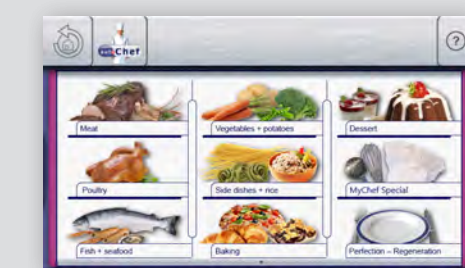 Chef
?
Meat
Vegetables + potatoes
Dessert
Poultry
Side dishes + rice
MyChef Special
Fish + seafood
Baking
Perfection – Regeneration